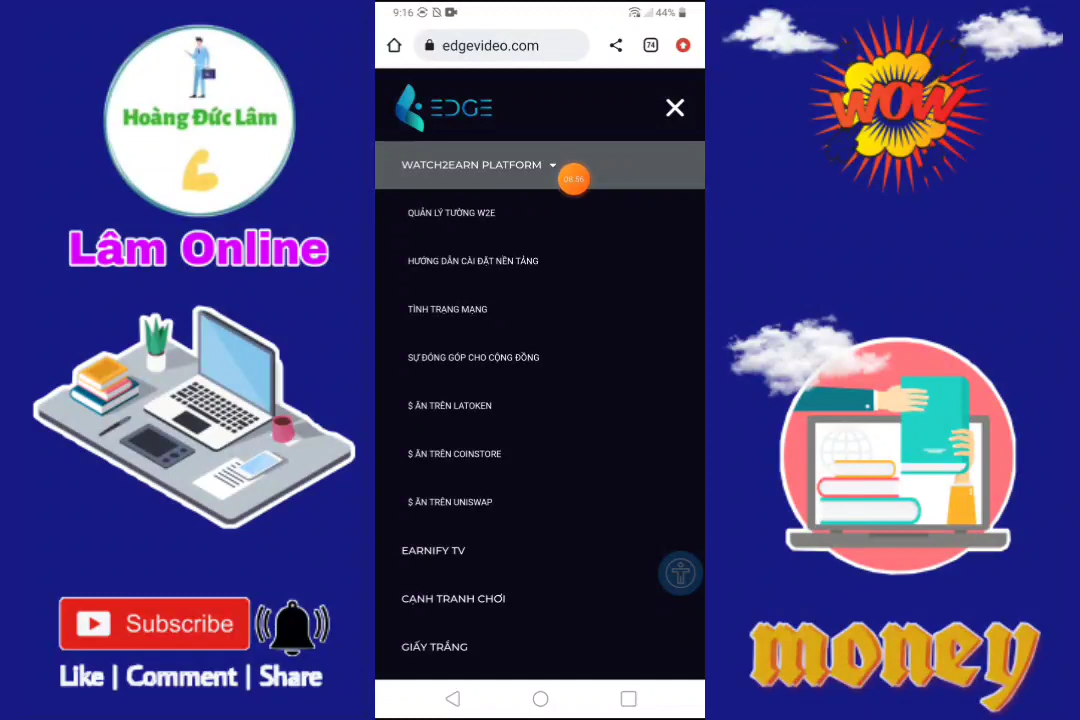 Hoàng Đức Lâm
Lâm Online
Subscribe
Like | Comment | Share
9:16
44%
edgevideo.com
74
EDGE
WATCH2EARN PLATFORM
08:56
QUẢN LÝ TƯỜNG W2E
HƯỚNG DẪN CÀI ĐẶT NỀN TẢNG
TÌNH TRẠNG MẠNG
SỰ ĐÓNG GÓP CHO CỘNG ĐỒNG
$ ĂN TRÊN LATOKEN
$ ĂN TRÊN COINSTORE
$ ĂN TRÊN UNISWAP
EARNIFY TV
CẠNH TRANH CHƠI
GIẤY TRẮNG
WOW
money